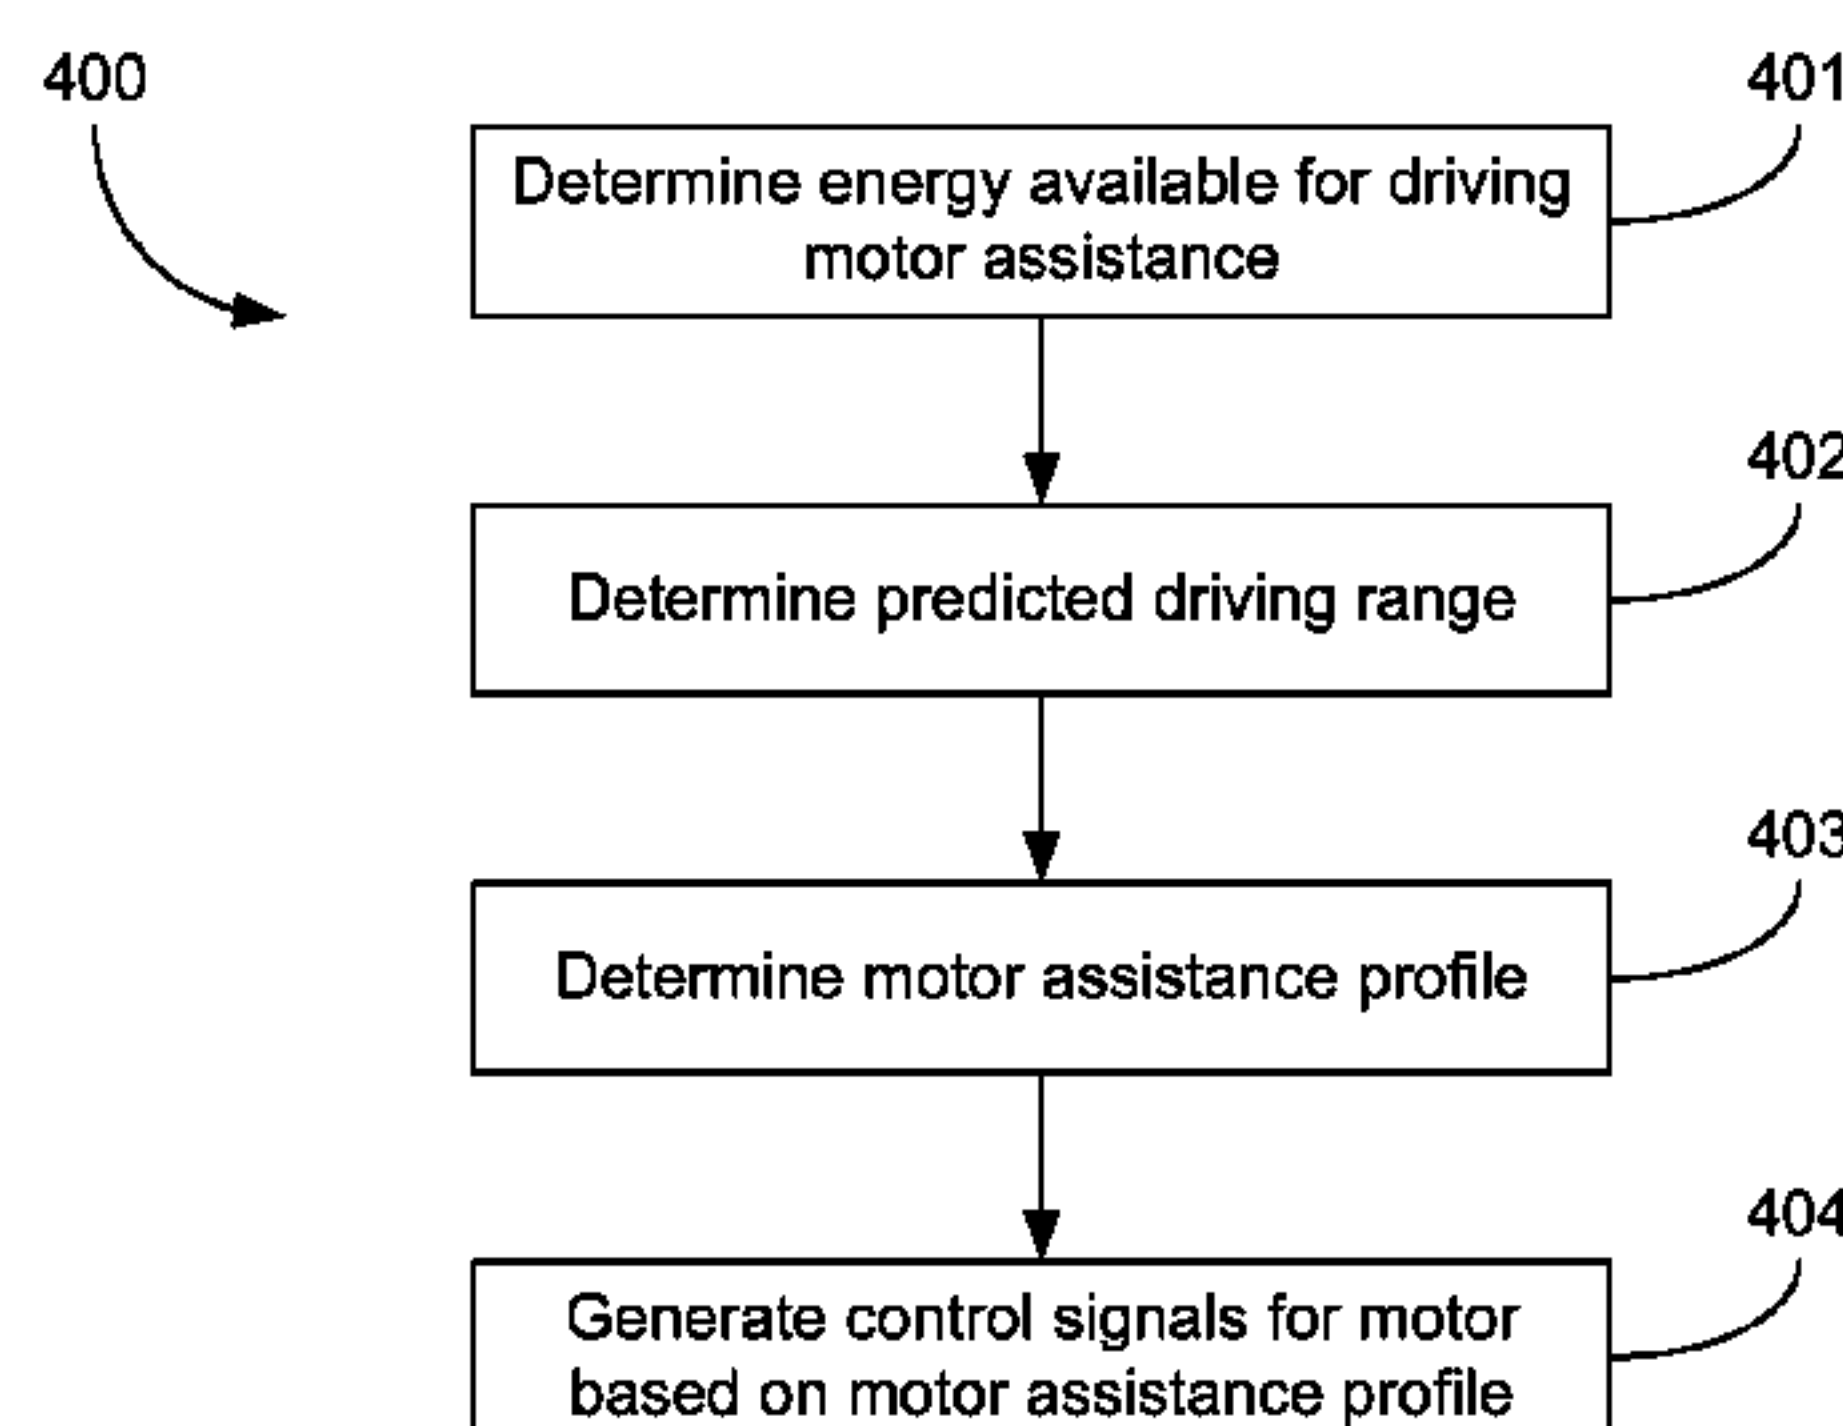 400
401
Determine energy available for driving
motor assistance
402
Determine predicted driving range
403
Determine motor assistance profile
404
Generate control signals for motor
based on motor assistance profile